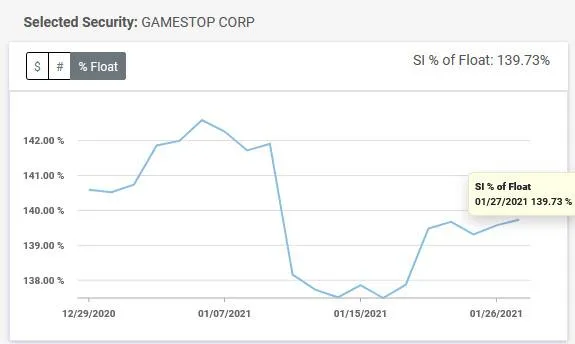 Selected Security: GAMESTOP CORP
$ # % Float
SI % of Float: 139.73%
142.00 %
141.00 %
140.00 %
139.00 %
138.00 %
SI % of Float
01/27/2021 139.73 %
12/29/2020 01/07/2021 01/15/2021 01/26/2021